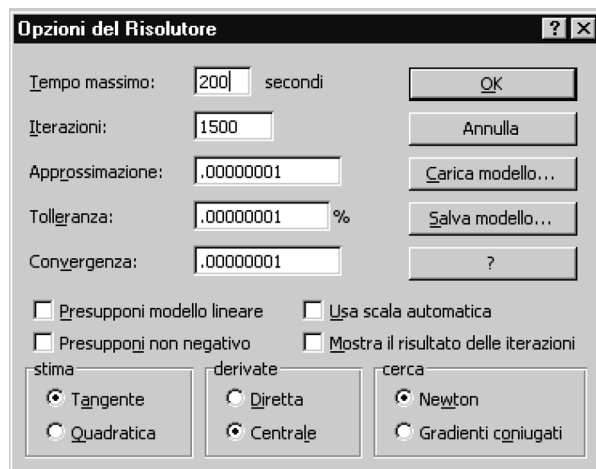 Opzioni del Risolutore ? X
Tempo massimo: 200 secondi OK
Iterazioni: 1500 Annulla
Approssimazione: .00000001 Carica modello...
Tolleranza: .00000001 % Salva modello...
Convergenza: .00000001 ?
Presupponi modello lineare Usa scala automatica
Presupponi non negativo Mostra il risultato delle iterazioni
stima derivate cerca
Tangente Diretta Newton
Quadratica Centrale Gradienti coniugati